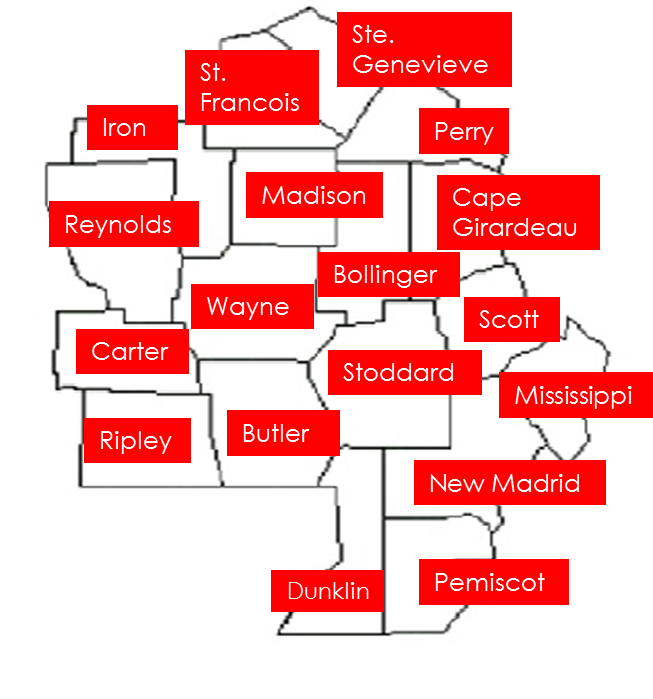 Ste.
Genevieve
St.
Francois
Iron
Perry
Madison
Cape
Girardeau
Reynolds
Bollinger
Wayne
Scott
Carter
Stoddard
Mississippi
Ripley
Butler
New Madrid
Dunklin
Pemiscot